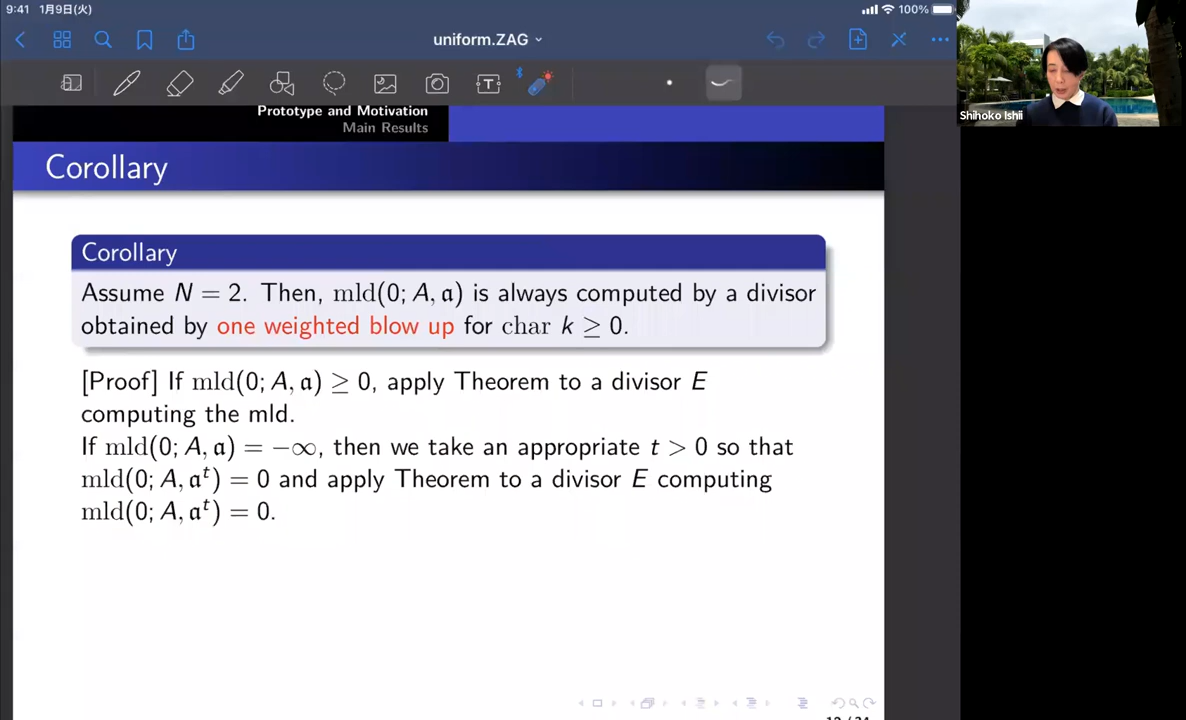 9:41 1月9日(火)
100%
uniform.ZAG
Shihoko Ishii
Prototype and Motivation
Main Results
Corollary
Corollary
Assume N = 2. Then, mld(0; A, 𝔞) is always computed by a divisor
obtained by one weighted blow up for char k ≥ 0.
[Proof] If mld(0; A, 𝔞) ≥ 0, apply Theorem to a divisor E
computing the mld.
If mld(0; A, 𝔞) = −∞, then we take an appropriate t > 0 so that
mld(0; A, 𝔞ᵗ) = 0 and apply Theorem to a divisor E computing
mld(0; A, 𝔞ᵗ) = 0.